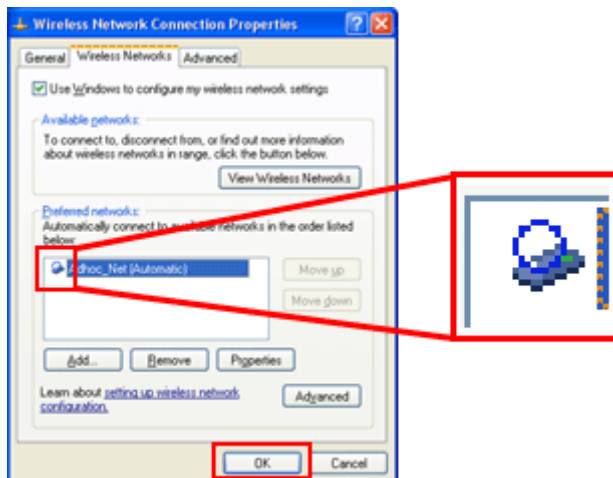 Wireless Network Connection Properties
General Wireless Networks Advanced
Use Windows to configure my wireless network settings
Available networks:
To connect to, disconnect from, or find out more information
about wireless networks in range, click the button below.
View Wireless Networks
Preferred networks:
Automatically connect to available networks in the order listed
below:
Adhoc_Net (Automatic)
Move up
Move down
Add... Remove Properties
Learn about setting up wireless network
configuration.
Advanced
OK Cancel